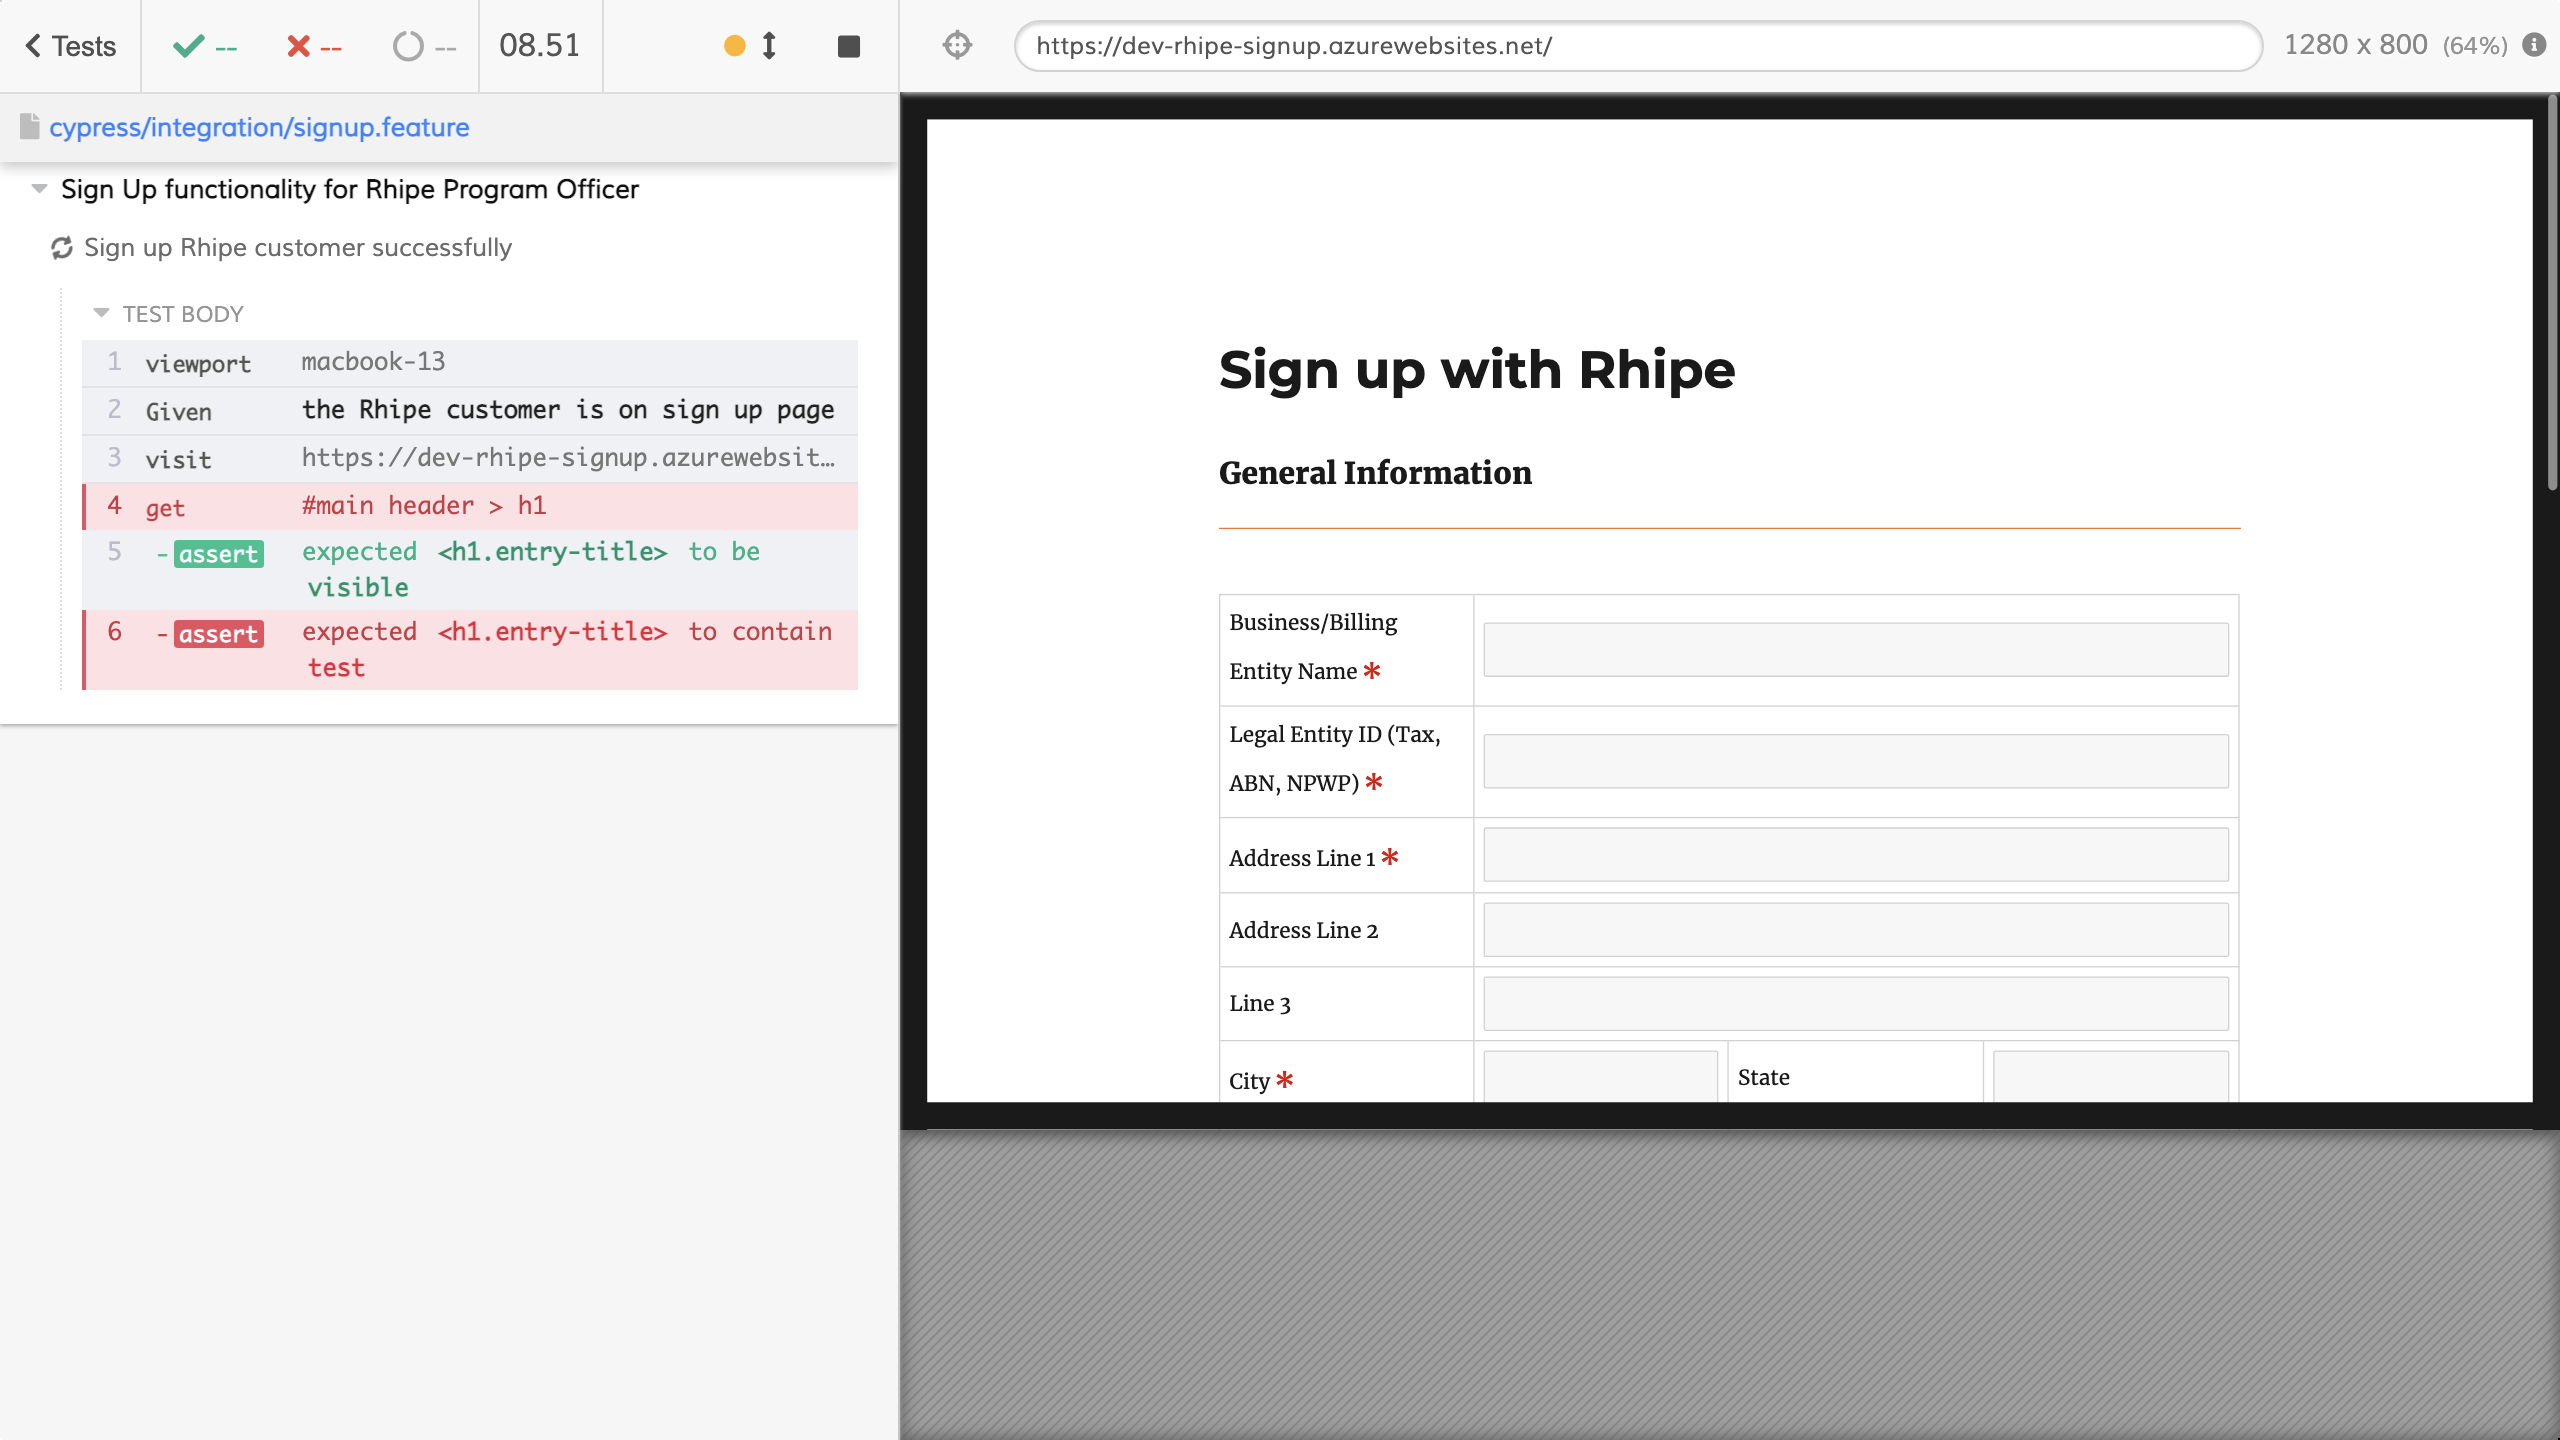 Tests
--
--
--
08.51
https://dev-rhipe-signup.azurewebsites.net/
1280 x 800 (64%)
cypress/integration/signup.feature
Sign Up functionality for Rhipe Program Officer
Sign up Rhipe customer successfully
TEST BODY
1 viewport macbook-13
2 Given the Rhipe customer is on sign up page
3 visit https://dev-rhipe-signup.azurewebsit…
4 get #main header > h1
5 -assert expected <h1.entry-title> to be
visible
6 -assert expected <h1.entry-title> to contain
test
Sign up with Rhipe
General Information
Business/Billing
Entity Name *
Legal Entity ID (Tax,
ABN, NPWP) *
Address Line 1 *
Address Line 2
Line 3
City * State